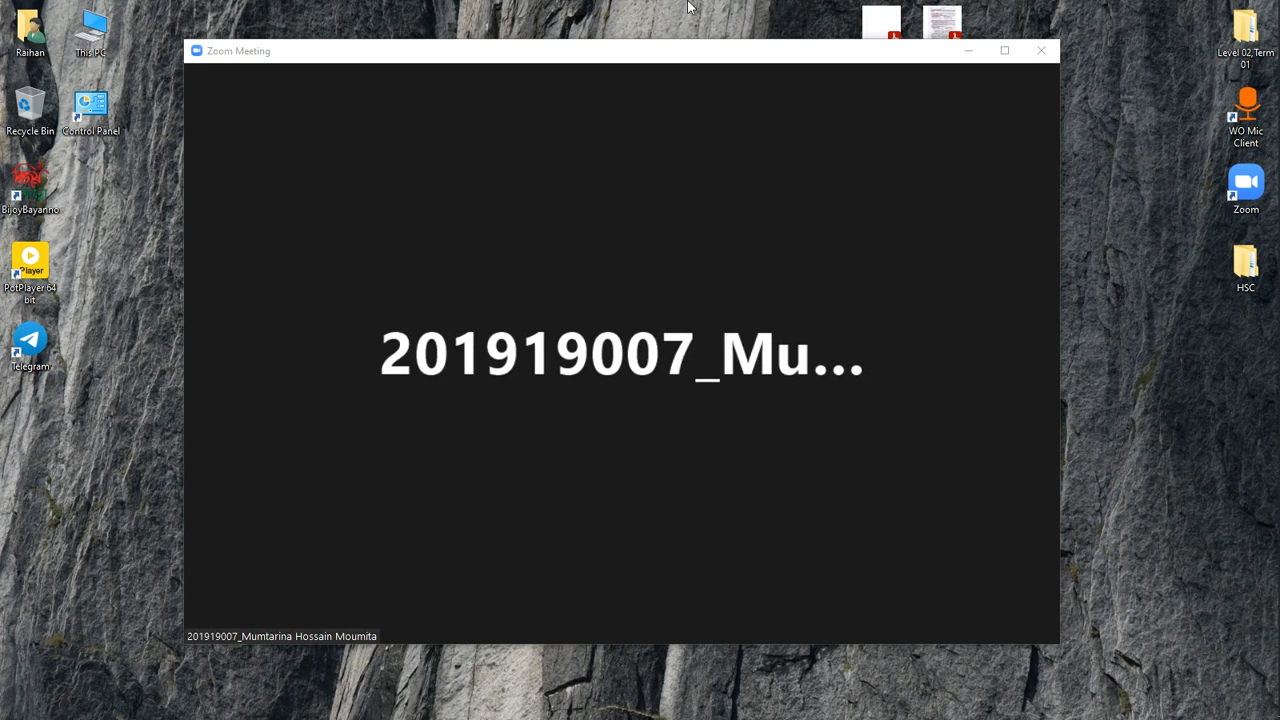 Raihan
This PC
Recycle Bin
Control Panel
BijoyBayanno
Player
PotPlayer 64
bit
Telegram
Zoom Meeting
201919007_Mu...
201919007_Mumtarina Hossain Moumita
Level 02,Term
01
WO Mic
Client
Zoom
HSC